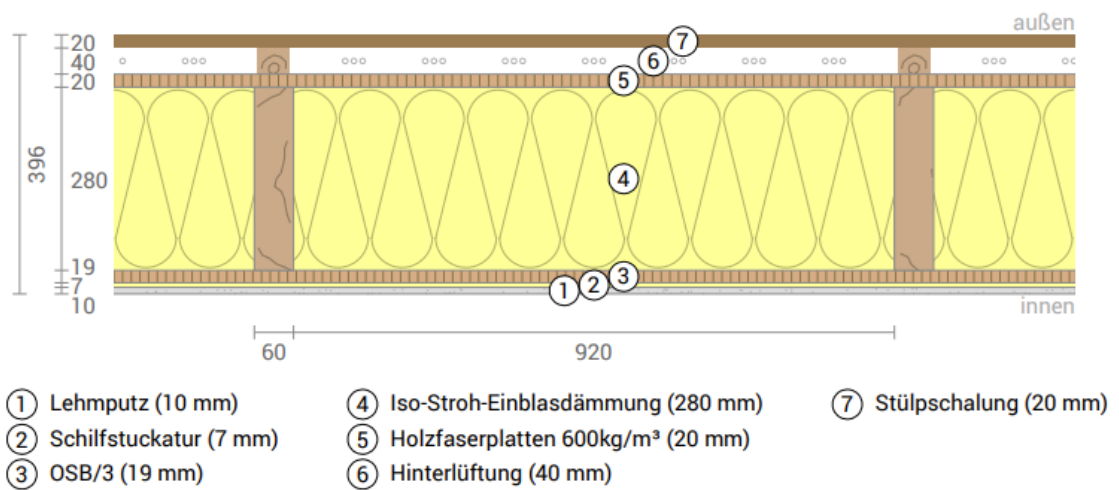 außen
20
40
20
396
280
19
7
10
7
6
5
4
3
2
1
innen
60
920
1 Lehmputz (10 mm)
2 Schilfstuckatur (7 mm)
3 OSB/3 (19 mm)
4 Iso-Stroh-Einblasdämmung (280 mm)
5 Holzfaserplatten 600kg/m³ (20 mm)
6 Hinterlüftung (40 mm)
7 Stülpschalung (20 mm)